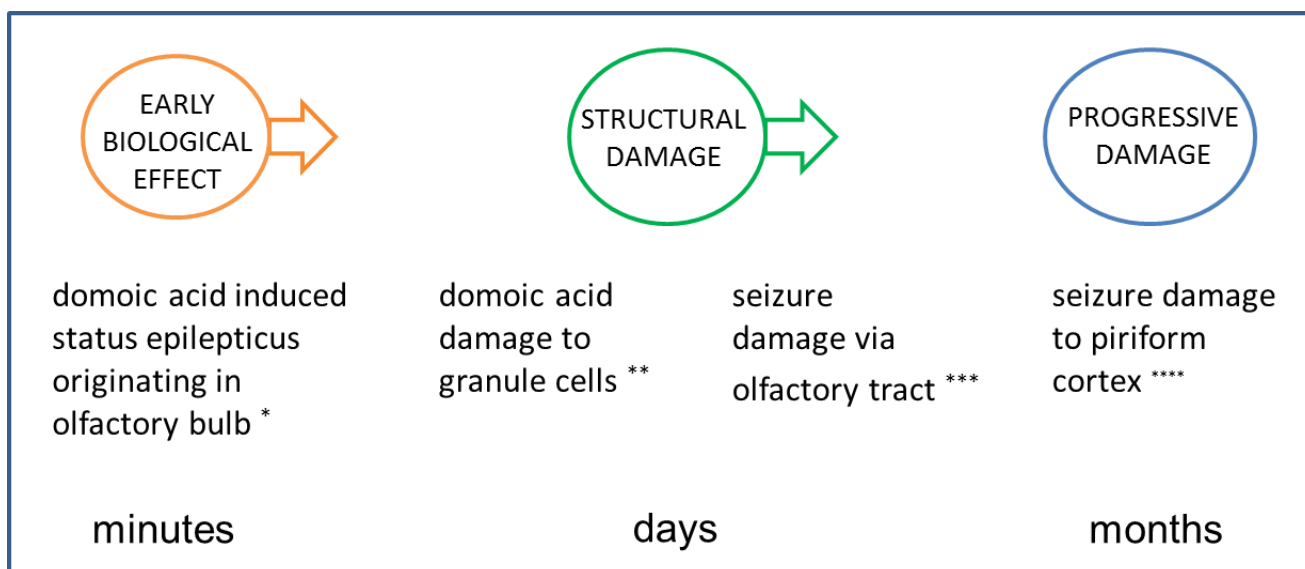 EARLY
BIOLOGICAL
EFFECT
STRUCTURAL
DAMAGE
PROGRESSIVE
DAMAGE
domoic acid induced
status epilepticus
originating in
olfactory bulb *
domoic acid
damage to
granule cells **
seizure
damage via
olfactory tract ***
seizure damage
to piriform
cortex ****
minutes
days
months